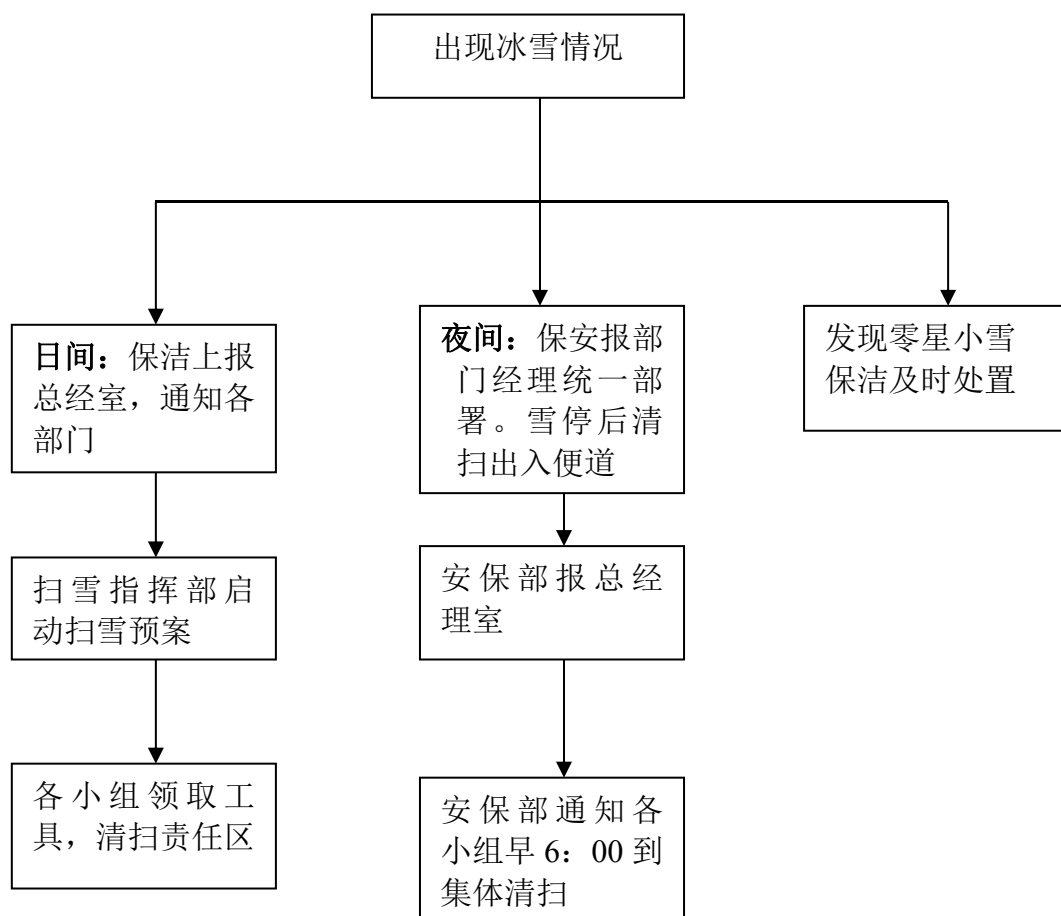 出现冰雪情况
日间：保洁上报
总经室，通知各
部门
夜间：保安报部
门经理统一部
署。雪停后清
扫出入便道
发现零星小雪
保洁及时处置
扫雪指挥部启
动扫雪预案
安保部报总经
理室
各小组领取工
具，清扫责任区
安保部通知各
小组早 6：00 到
集体清扫